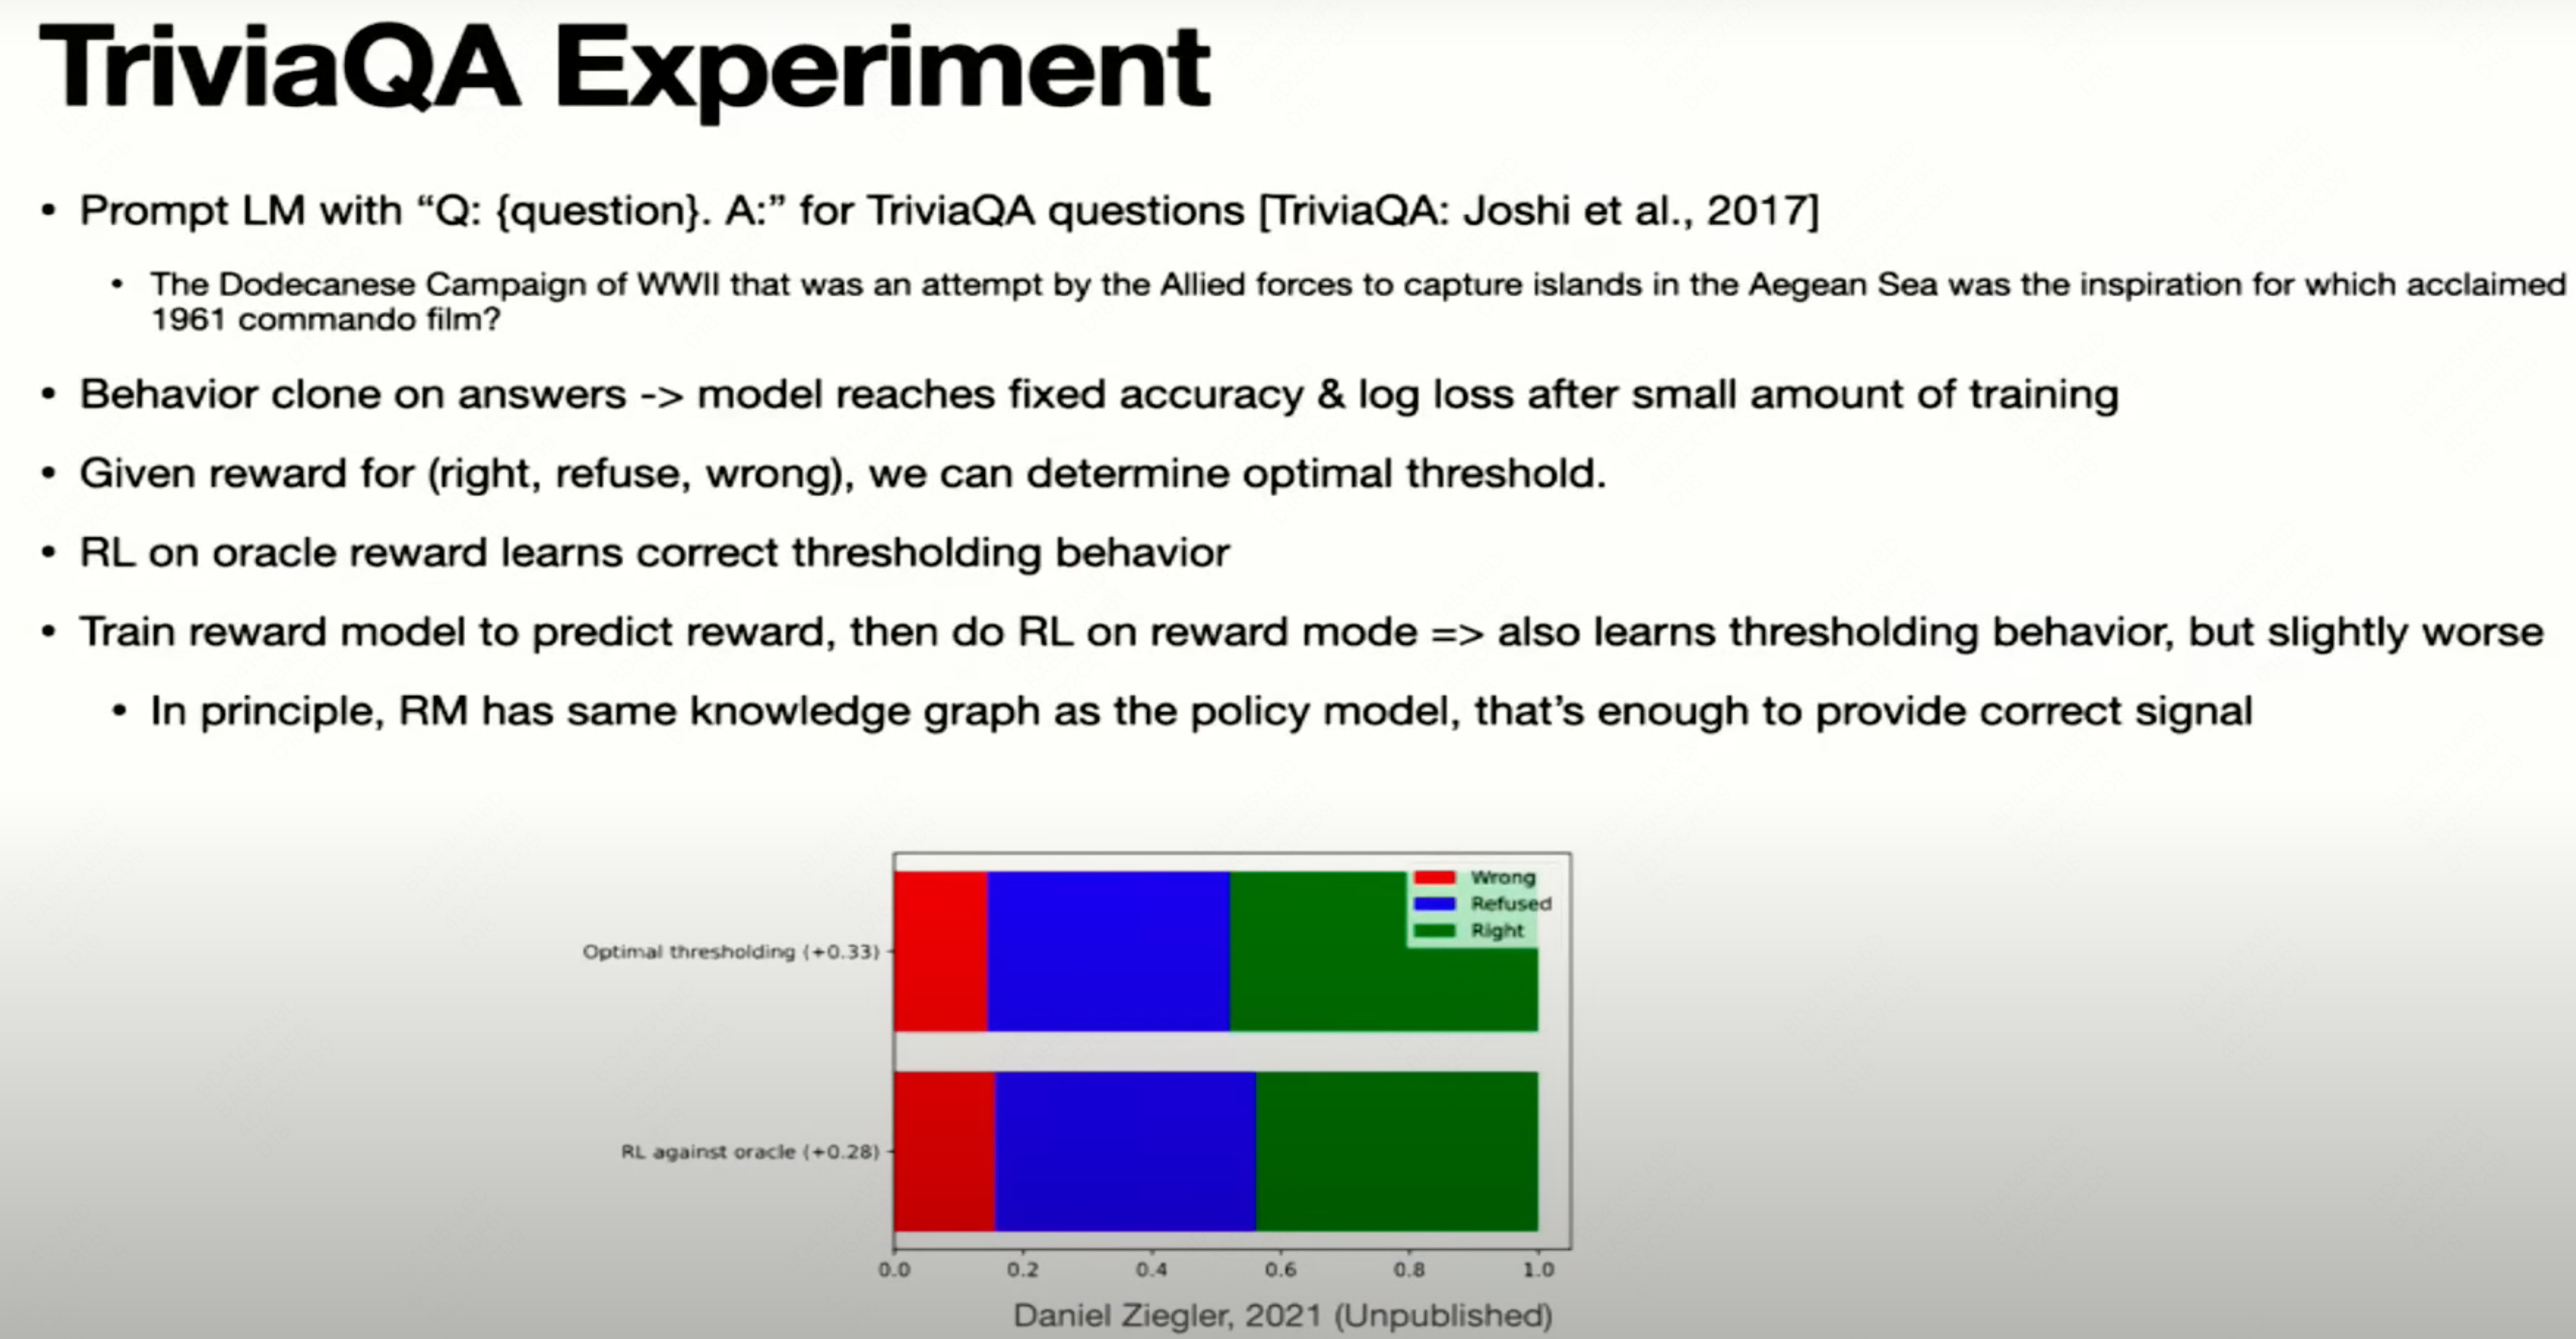 TriviaQA Experiment
• Prompt LM with “Q: {question}. A:” for TriviaQA questions [TriviaQA: Joshi et al., 2017]
• The Dodecanese Campaign of WWII that was an attempt by the Allied forces to capture islands in the Aegean Sea was the inspiration for which acclaimed
1961 commando film?
• Behavior clone on answers -> model reaches fixed accuracy & log loss after small amount of training
• Given reward for (right, refuse, wrong), we can determine optimal threshold.
• RL on oracle reward learns correct thresholding behavior
• Train reward model to predict reward, then do RL on reward mode => also learns thresholding behavior, but slightly worse
• In principle, RM has same knowledge graph as the policy model, that’s enough to provide correct signal
Wrong
Refused
Right
Optimal thresholding (+0.33)
RL against oracle (+0.28)
0.0 0.2 0.4 0.6 0.8 1.0
Daniel Ziegler, 2021 (Unpublished)